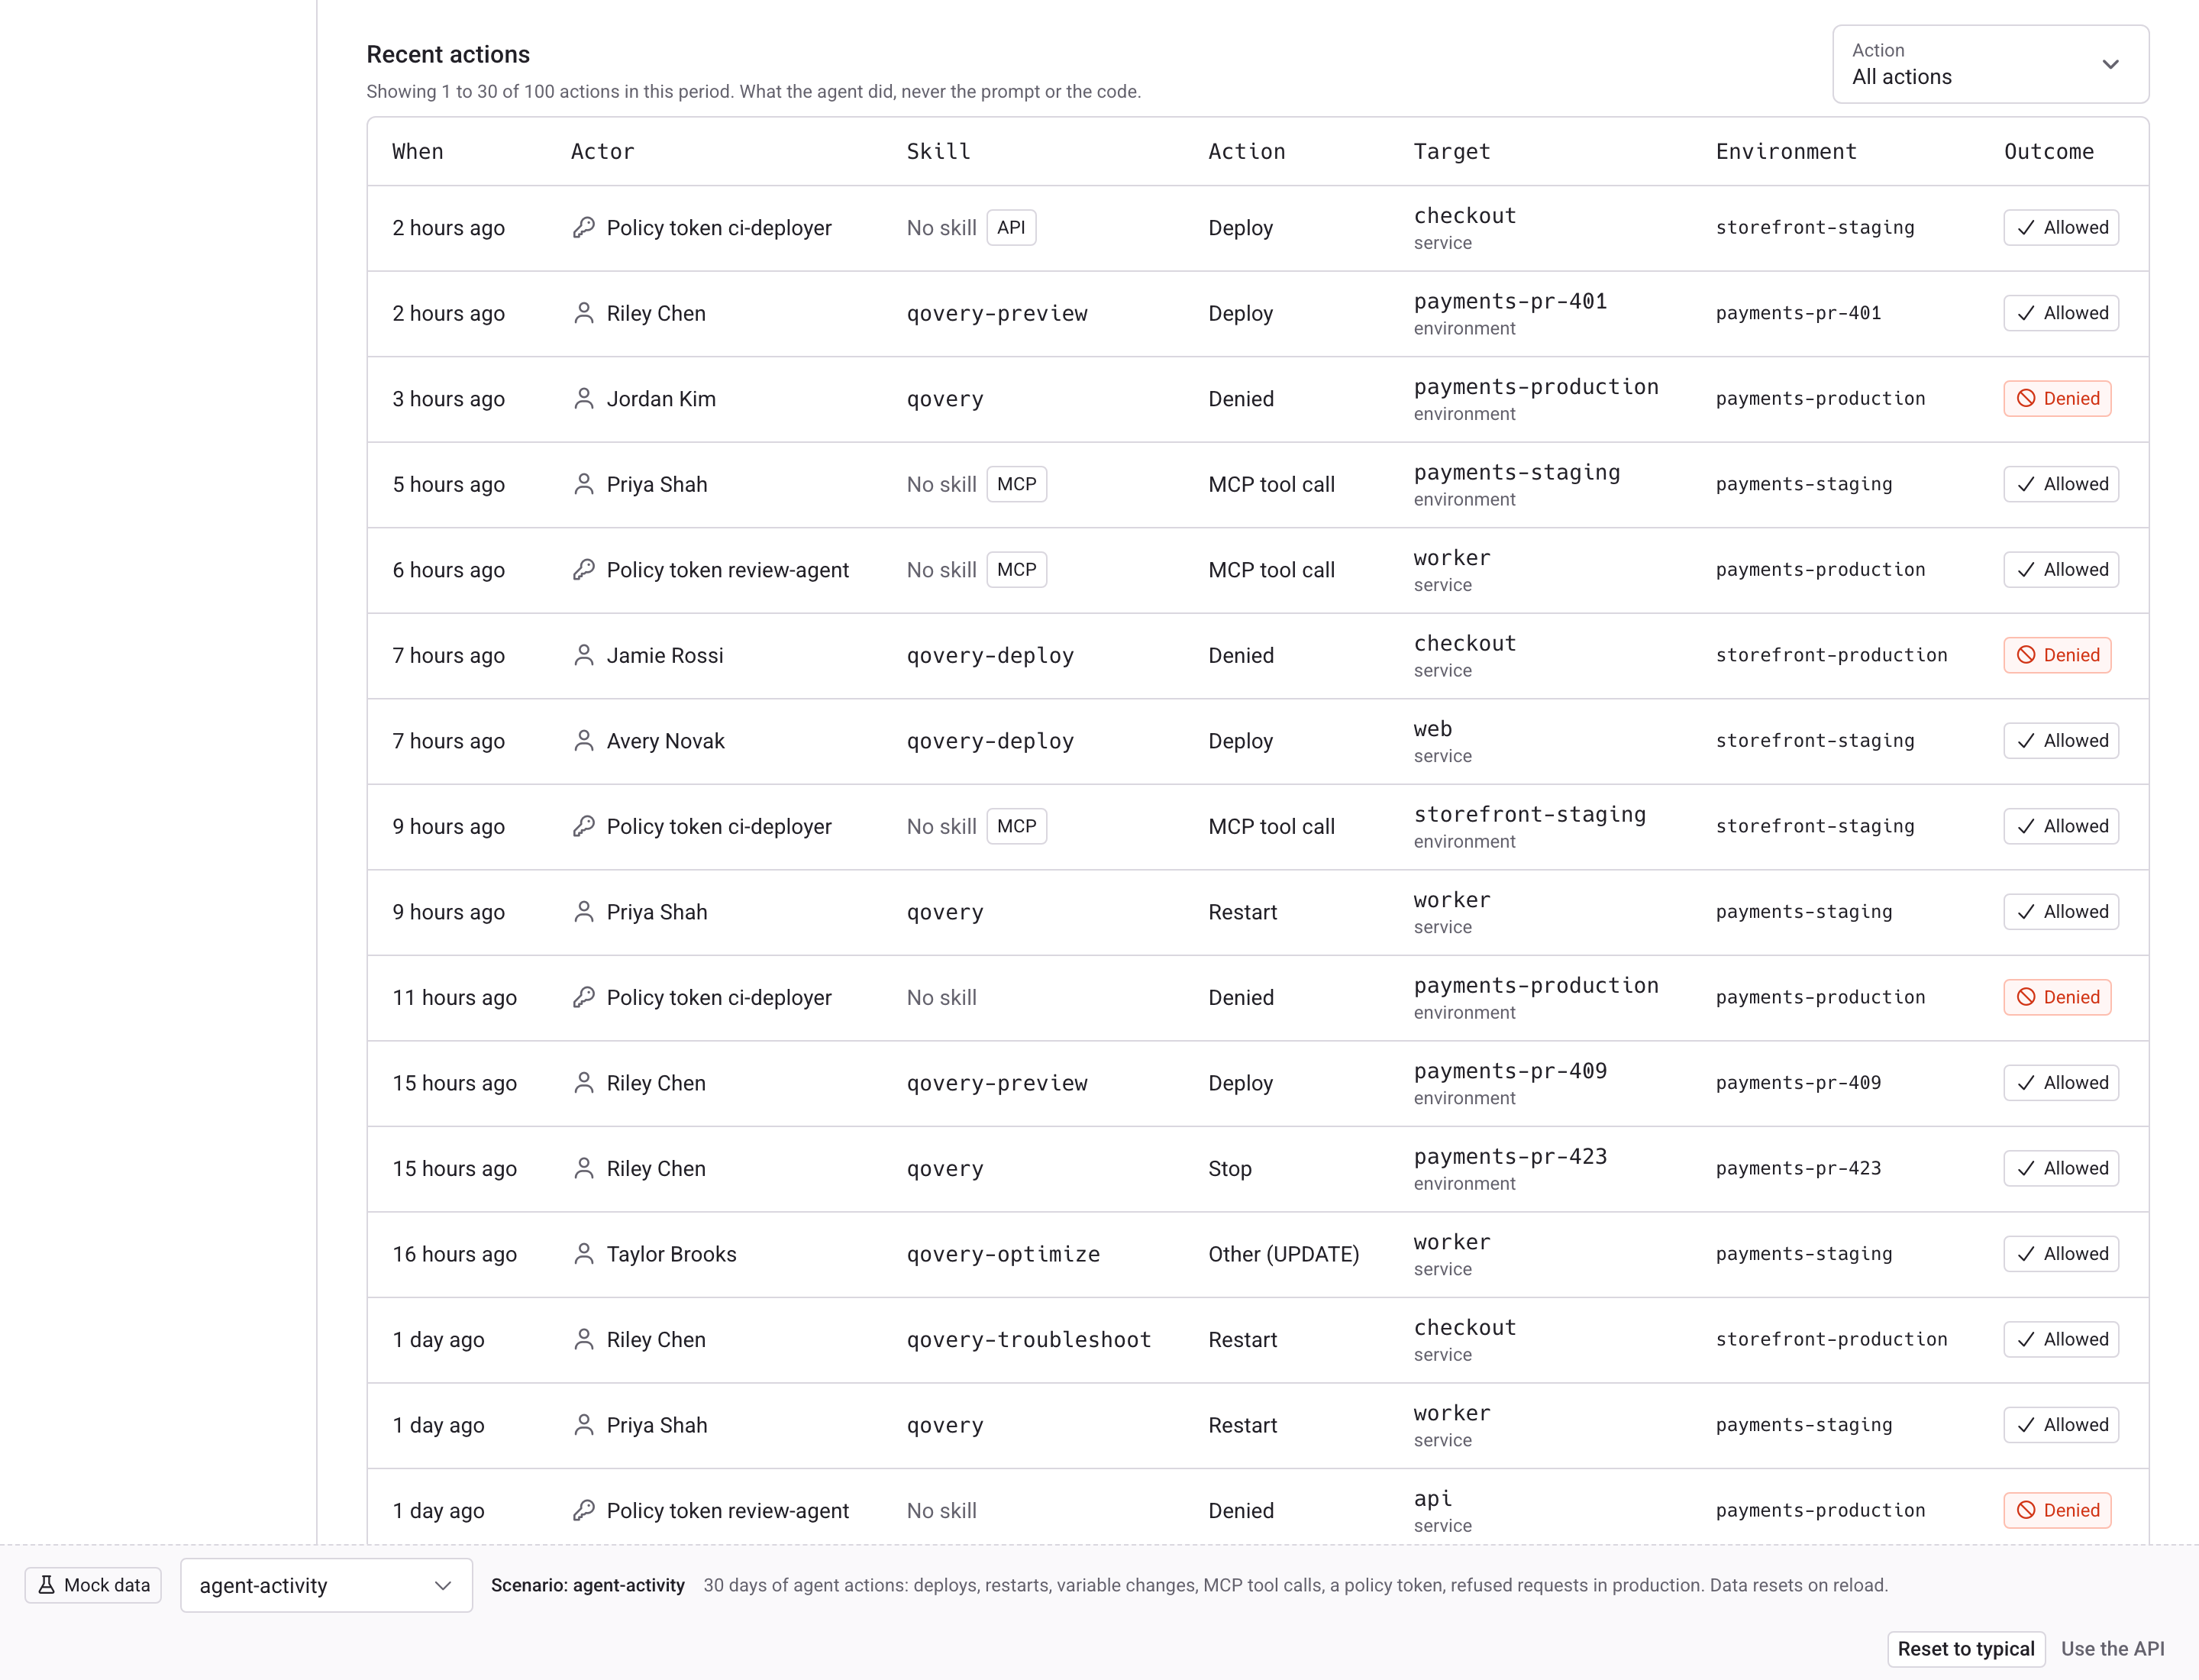 Recent actions
Showing 1 to 30 of 100 actions in this period. What the agent did, never the prompt or the code.
Action
All actions
When Actor Skill Action Target Environment Outcome
2 hours ago Policy token ci-deployer No skill API Deploy checkout storefront-staging Allowed
service
2 hours ago Riley Chen qovery-preview Deploy payments-pr-401 payments-pr-401 Allowed
environment
3 hours ago Jordan Kim qovery Denied payments-production payments-production Denied
environment
5 hours ago Priya Shah No skill MCP MCP tool call payments-staging payments-staging Allowed
environment
6 hours ago Policy token review-agent No skill MCP MCP tool call worker payments-production Allowed
service
7 hours ago Jamie Rossi qovery-deploy Denied checkout storefront-production Denied
service
7 hours ago Avery Novak qovery-deploy Deploy web storefront-staging Allowed
service
9 hours ago Policy token ci-deployer No skill MCP MCP tool call storefront-staging storefront-staging Allowed
environment
9 hours ago Priya Shah qovery Restart worker payments-staging Allowed
service
11 hours ago Policy token ci-deployer No skill Denied payments-production payments-production Denied
environment
15 hours ago Riley Chen qovery-preview Deploy payments-pr-409 payments-pr-409 Allowed
environment
15 hours ago Riley Chen qovery Stop payments-pr-423 payments-pr-423 Allowed
environment
16 hours ago Taylor Brooks qovery-optimize Other (UPDATE) worker payments-staging Allowed
service
1 day ago Riley Chen qovery-troubleshoot Restart checkout storefront-production Allowed
service
1 day ago Priya Shah qovery Restart worker payments-staging Allowed
service
1 day ago Policy token review-agent No skill Denied api payments-production Denied
service
Mock data agent-activity Scenario: agent-activity 30 days of agent actions: deploys, restarts, variable changes, MCP tool calls, a policy token, refused requests in production. Data resets on reload.
Reset to typical Use the API